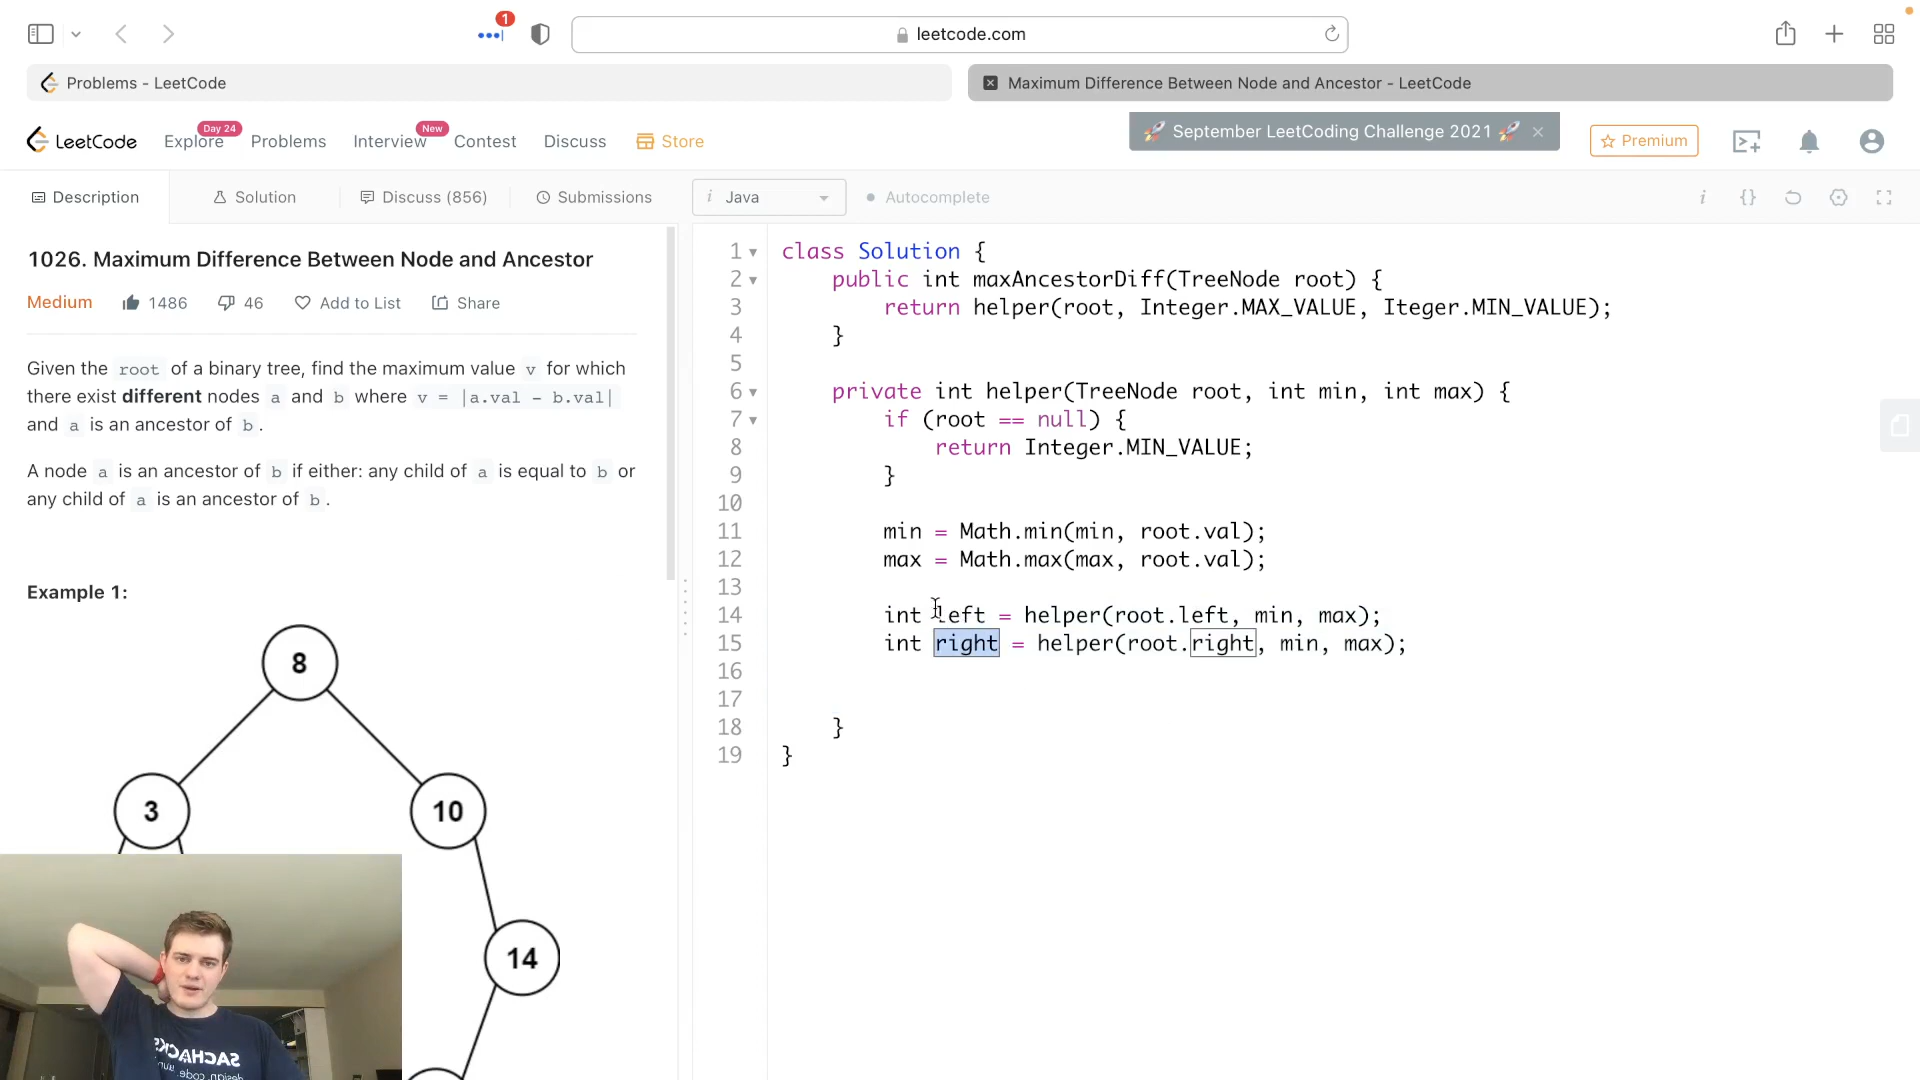 1
leetcode.com
Problems - LeetCode
Maximum Difference Between Node and Ancestor - LeetCode
LeetCode
Explore
Day 24
Problems
Interview
New
Contest
Discuss
Store
🚀 September LeetCoding Challenge 2021 🚀 ×
Premium
Description
Solution
Discuss (856)
Submissions
i Java
Autocomplete
i {}
1026. Maximum Difference Between Node and Ancestor
Medium 1486 46 Add to List Share
Given the root of a binary tree, find the maximum value v for which
there exist different nodes a and b where v = |a.val - b.val|
and a is an ancestor of b.
A node a is an ancestor of b if either: any child of a is equal to b or
any child of a is an ancestor of b.
Example 1:
8
3
10
14
SACHACKS
1 class Solution {
2 public int maxAncestorDiff(TreeNode root) {
3 return helper(root, Integer.MAX_VALUE, Iteger.MIN_VALUE);
4 }
5
6 private int helper(TreeNode root, int min, int max) {
7 if (root == null) {
8 return Integer.MIN_VALUE;
9 }
10
11 min = Math.min(min, root.val);
12 max = Math.max(max, root.val);
13
14 int left = helper(root.left, min, max);
15 int right = helper(root.right, min, max);
16
17
18 }
19 }